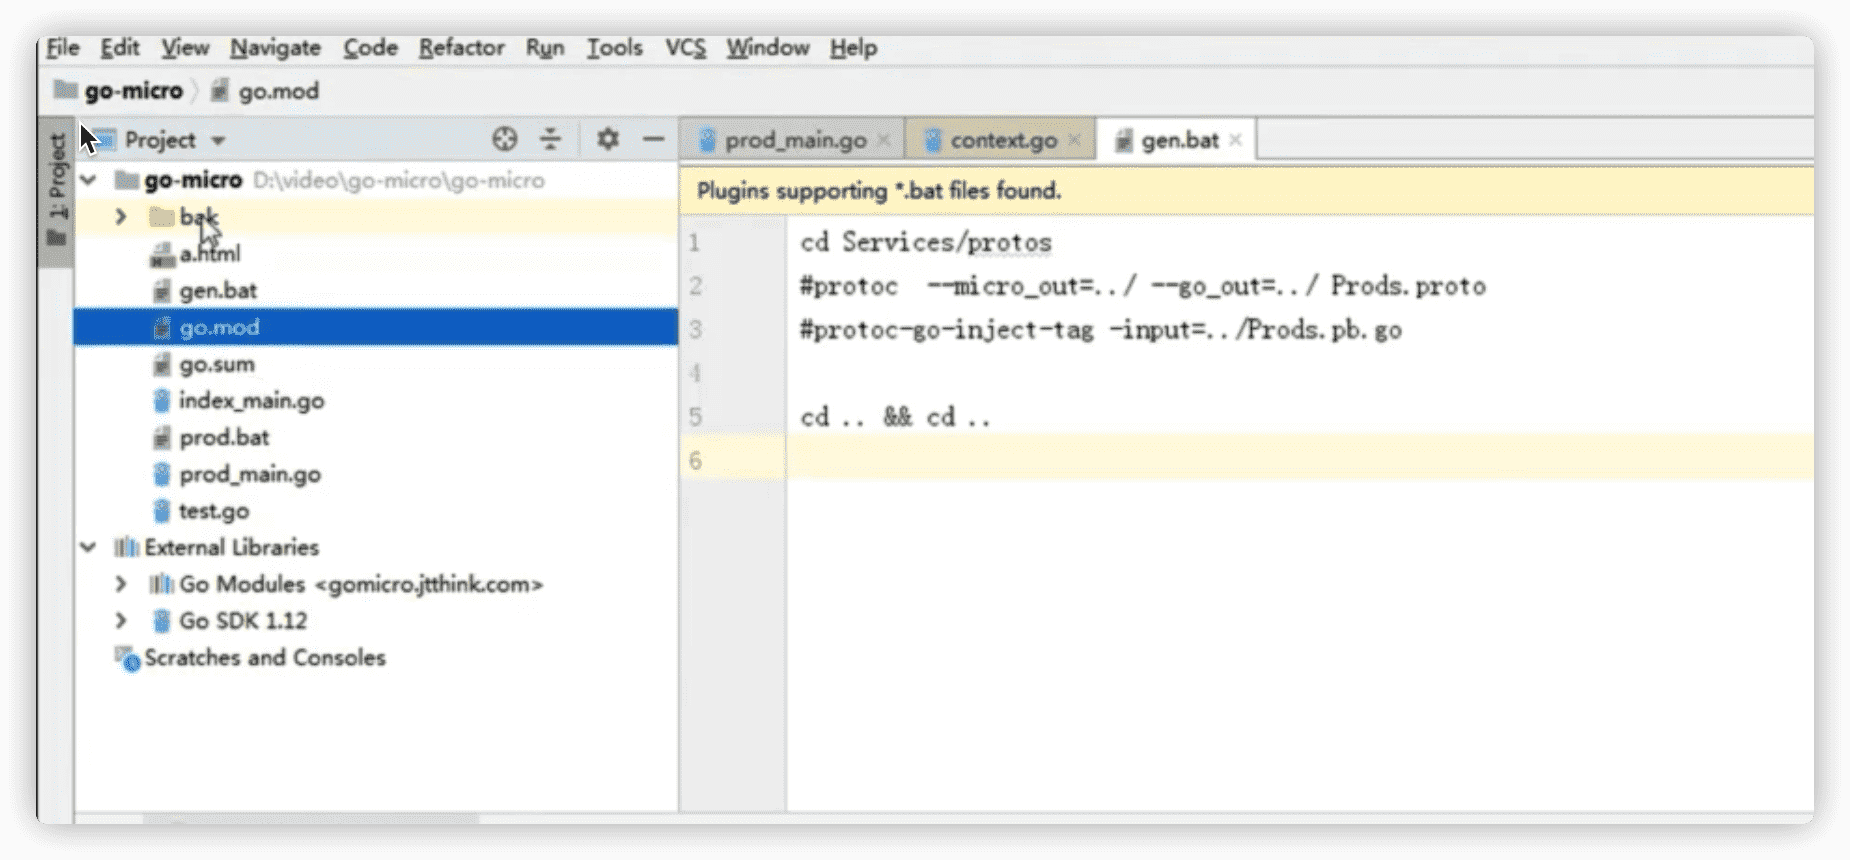 File Edit View Navigate Code Refactor Run Tools VCS Window Help
go-micro go.mod
1: Project
Project
go-micro D:\video\go-micro\go-micro
bak
a.html
gen.bat
go.mod
go.sum
index_main.go
prod.bat
prod_main.go
test.go
External Libraries
Go Modules <gomicro.jtthink.com>
Go SDK 1.12
Scratches and Consoles
prod_main.go context.go gen.bat
Plugins supporting *.bat files found.
1 cd Services/protos
2 #protoc --micro_out=../ --go_out=../ Prods.proto
3 #protoc-go-inject-tag -input=../Prods.pb.go
4
5 cd .. && cd ..
6